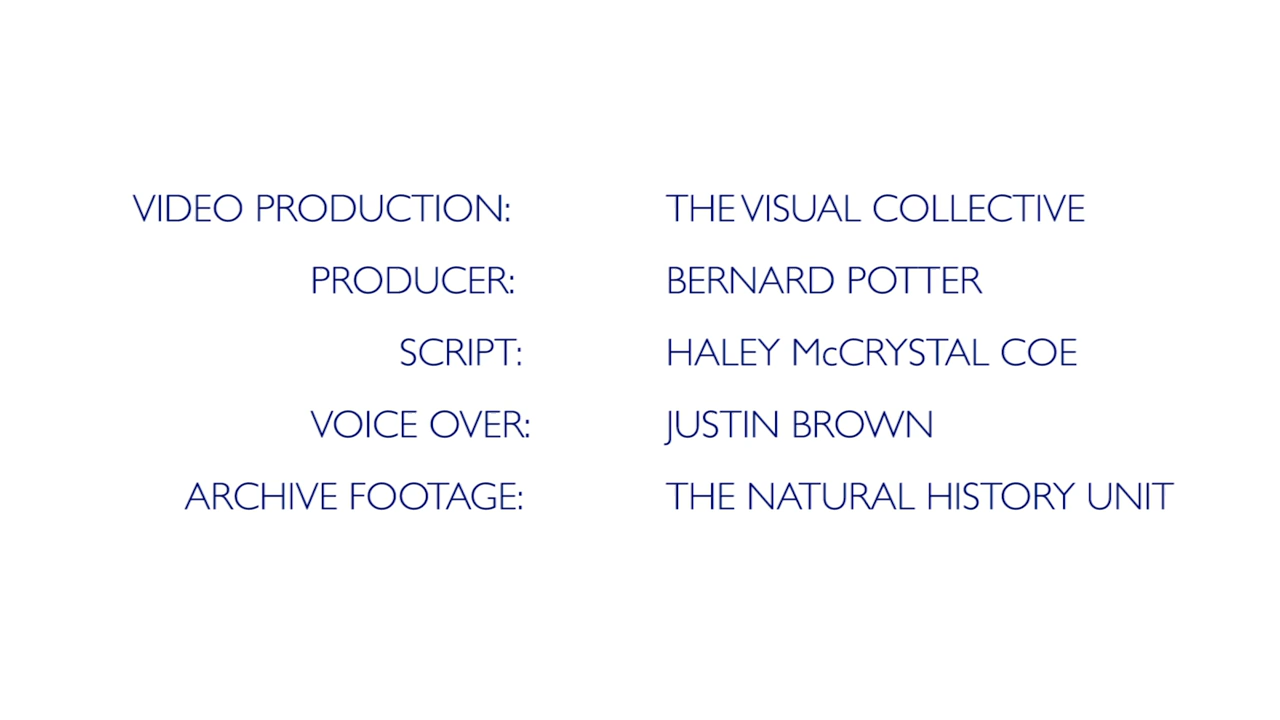 VIDEO PRODUCTION: THE VISUAL COLLECTIVE
PRODUCER: BERNARD POTTER
SCRIPT: HALEY McCRYSTAL COE
VOICE OVER: JUSTIN BROWN
ARCHIVE FOOTAGE: THE NATURAL HISTORY UNIT